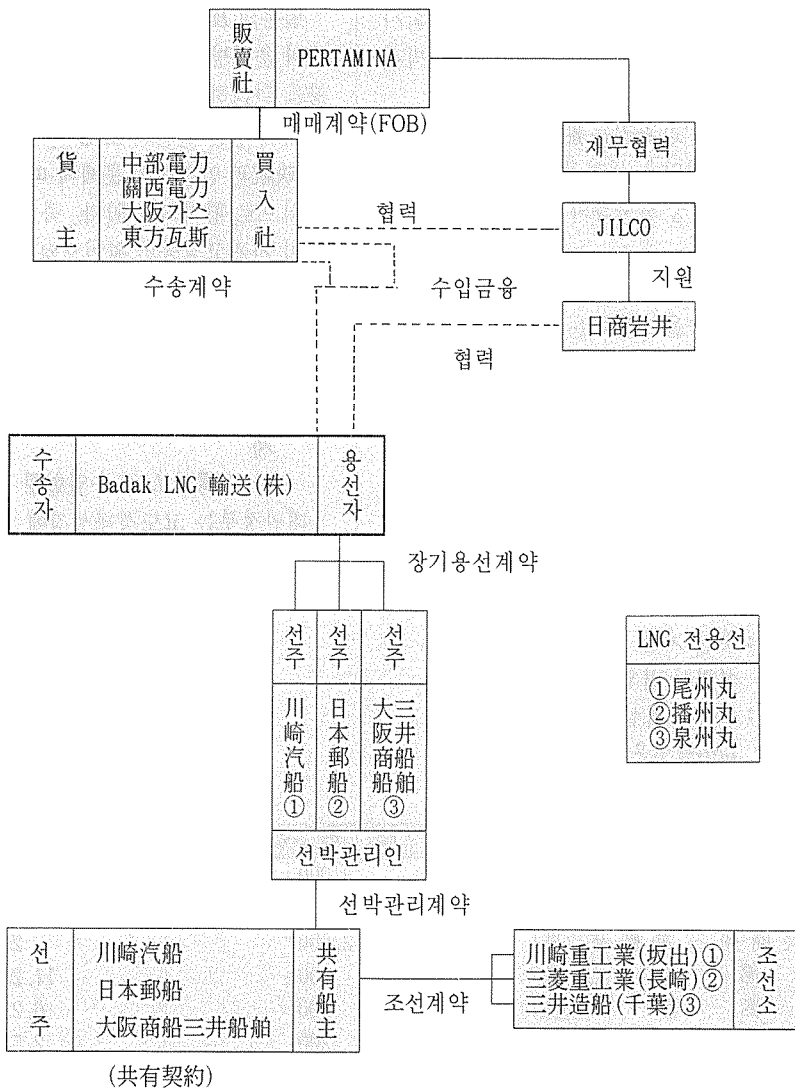 販賣社
PERTAMINA
매매계약(FOB)
재무협력
貨主
中部電力
關西電力
大阪가스
東方瓦斯
買入社
협력
JILCO
수송계약
수입금융
지원
日商岩井
협력
수송자
Badak LNG 輸送(株)
용선자
장기용선계약
선주
선주
선주
川崎汽船①
日本郵船②
大阪商船
三井船舶
③
LNG 전용선
①尾州丸
②播州丸
③泉州丸
선박관리인
선박관리계약
선주
川崎汽船
日本郵船
大阪商船三井船舶
共有船主
조선계약
川崎重工業(坂出)①
三菱重工業(長崎)②
三井造船(千葉)③
조선소
(共有契約)